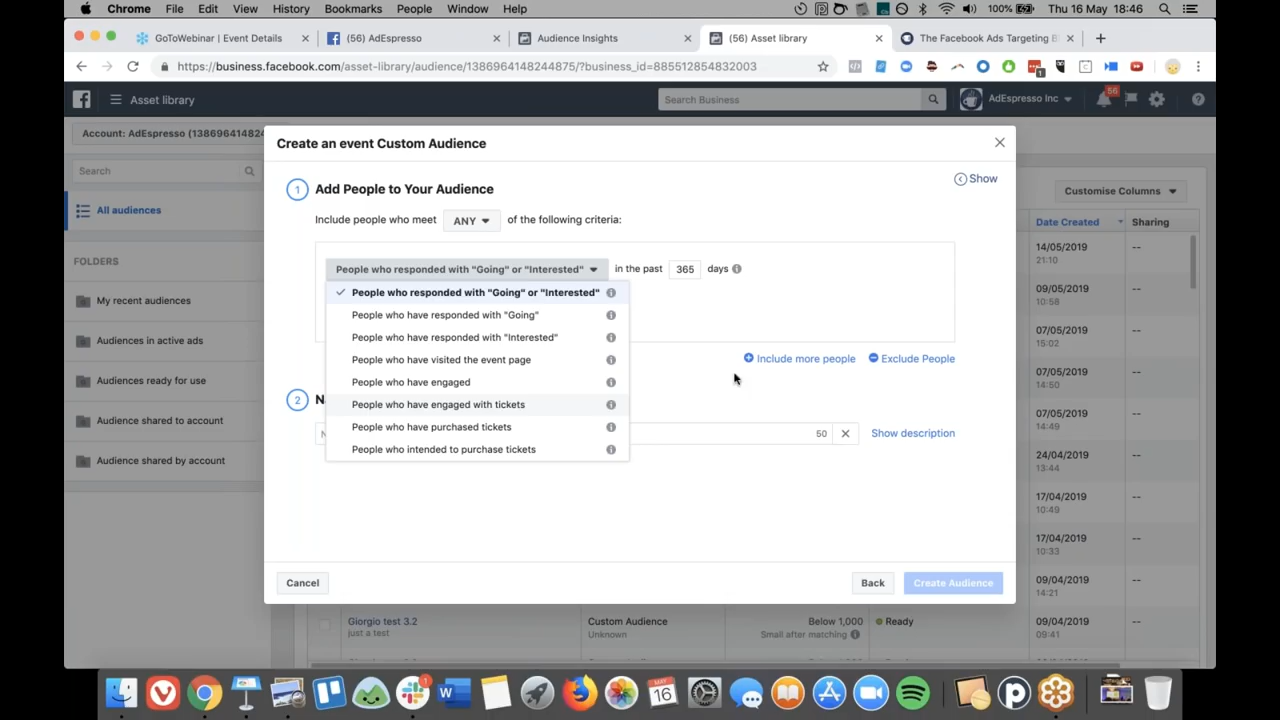 Chrome File Edit View History Bookmarks People Window Help 100% Thu 16 May 18:46
GoToWebinar | Event Details (56) AdEspresso Audience Insights (56) Asset library The Facebook Ads Targeting B
https://business.facebook.com/asset-library/audience/1386964148244875/?business_id=885512854832003
Asset library Search Business AdEspresso Inc 56
Account: AdEspresso (138696414824
Search
All audiences
FOLDERS
My recent audiences
Audiences in active ads
Audiences ready for use
Audience shared to account
Audience shared by account
Create an event Custom Audience
1 Add People to Your Audience Show
Include people who meet ANY of the following criteria:
People who responded with "Going" or "Interested" in the past 365 days
People who responded with "Going" or "Interested"
People who have responded with "Going"
People who have responded with "Interested"
People who have visited the event page
People who have engaged
People who have engaged with tickets
People who have purchased tickets
People who intended to purchase tickets
Include more people Exclude People
2 N
50 Show description
Cancel Back Create Audience
Customise Columns
Date Created Sharing
14/05/2019 --
21:10
09/05/2019 --
10:58
07/05/2019 --
15:02
07/05/2019 --
14:50
07/05/2019 --
14:49
24/04/2019 --
13:44
17/04/2019 --
10:49
17/04/2019 --
10:33
09/04/2019 --
14:21
Giorgio test 3.2 Custom Audience Below 1,000 Ready 09/04/2019 --
just a test Unknown Small after matching 09:41